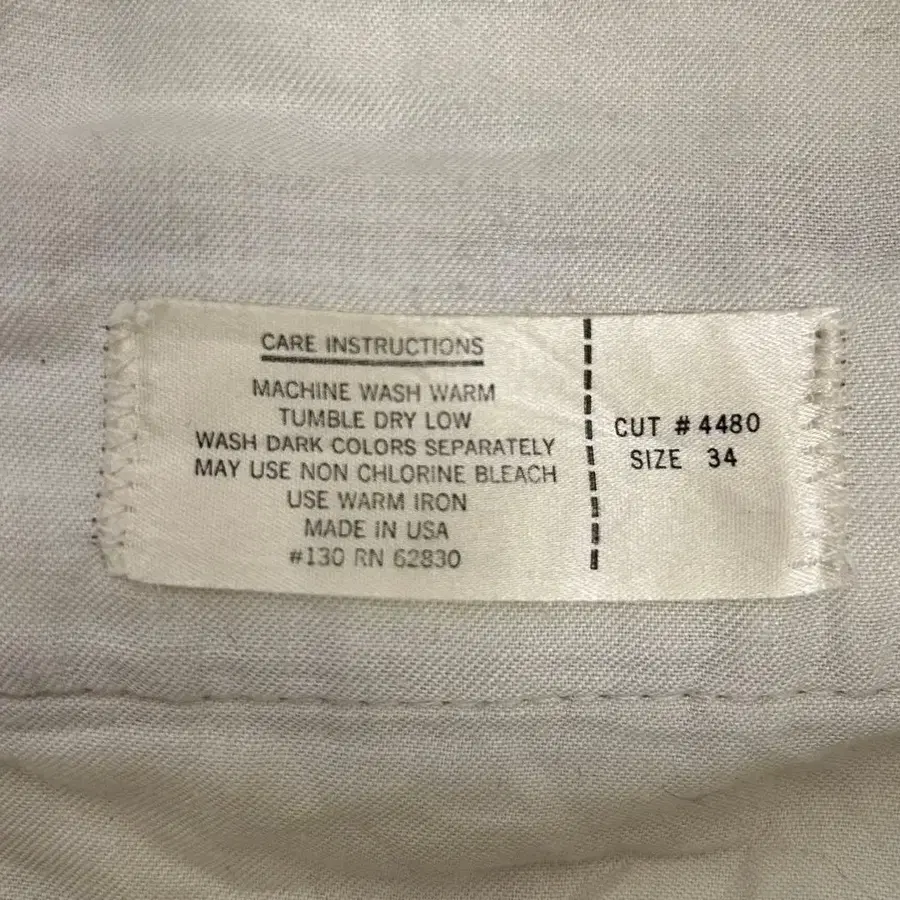 CARE INSTRUCTIONS
MACHINE WASH WARM
TUMBLE DRY LOW
WASH DARK COLORS SEPARATELY
MAY USE NON CHLORINE BLEACH
USE WARM IRON
MADE IN USA
#130 RN 62830
CUT # 4480
SIZE 34